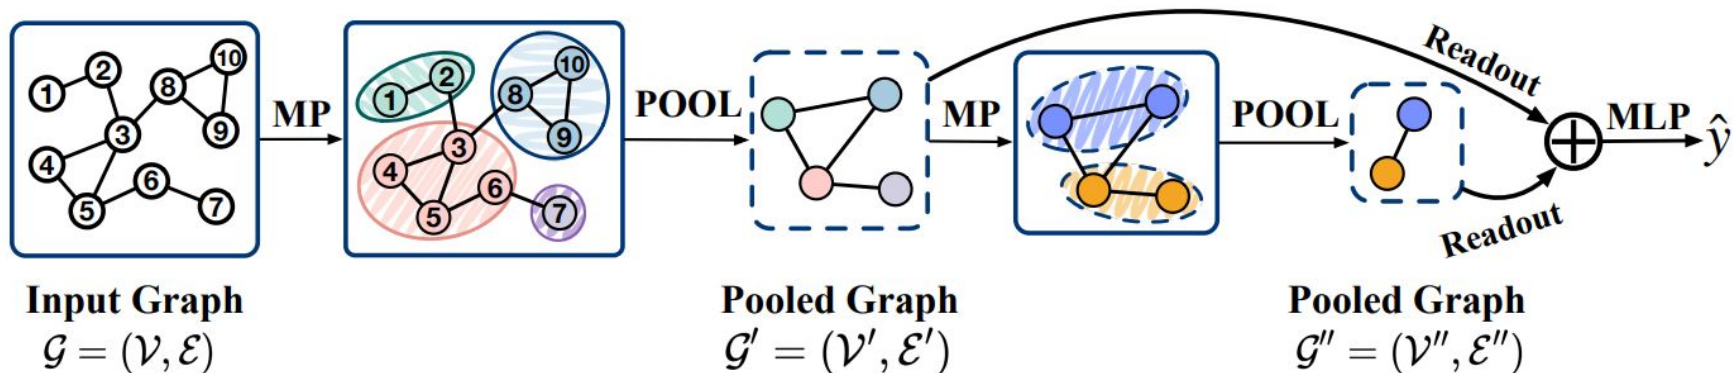 1
2
3
4
5
6
7
8
9
10
MP
1
2
3
4
5
6
7
8
9
10
POOL
MP
POOL
Readout
Readout
MLP
ŷ
Input Graph
𝒢 = (𝒱, ℰ)
Pooled Graph
𝒢′ = (𝒱′, ℰ′)
Pooled Graph
𝒢″ = (𝒱″, ℰ″)